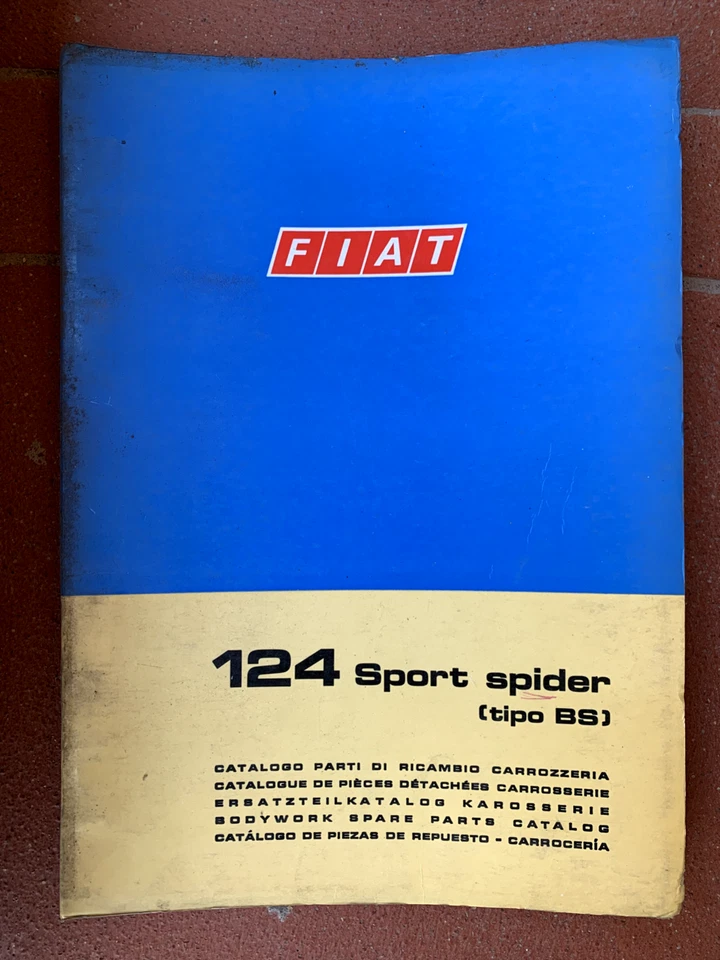 FIAT
124 Sport spider
(tipo BS)
CATALOGO PARTI DI RICAMBIO CARROZZERIA
CATALOGUE DE PIÈCES DÉTACHÉES CARROSSERIE
ERSATZTEILKATALOG KAROSSERIE
BODYWORK SPARE PARTS CATALOG
CATÁLOGO DE PIEZAS DE REPUESTO - CARROCERÍA